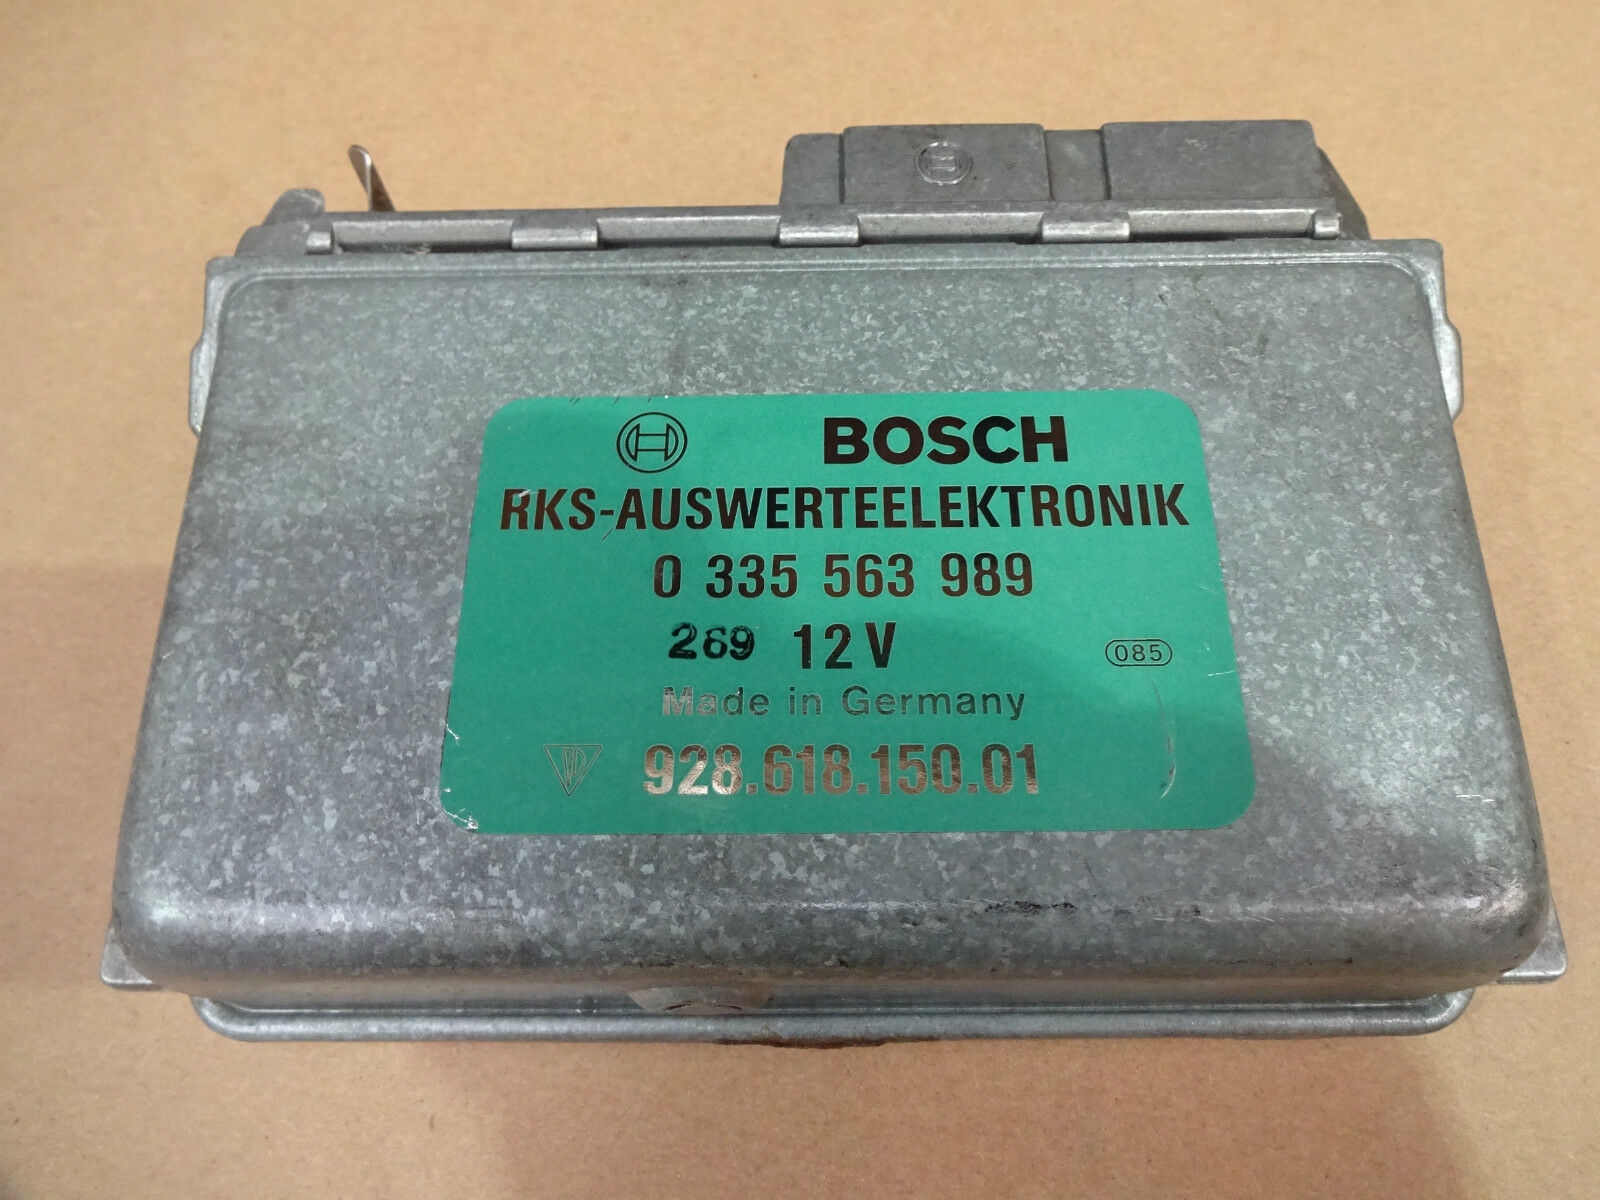 BOSCH
RKS-AUSWERTEELEKTRONIK
0 335 563 989
269 12V
085
Made in Germany
928.618.150.01